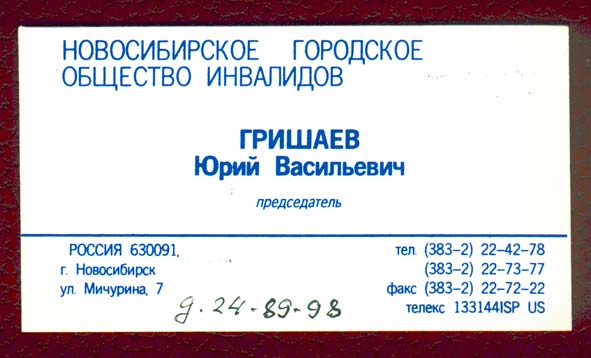 НОВОСИБИРСКОЕ ГОРОДСКОЕ
ОБЩЕСТВО ИНВАЛИДОВ
ГРИШАЕВ
Юрий Васильевич
председатель
РОССИЯ 630091,
г. Новосибирск
ул. Мичурина, 7
тел. (383-2) 22-42-78
(383-2) 22-73-77
факс (383-2) 22-72-22
телекс 133144ISP US
д. 24-89-98